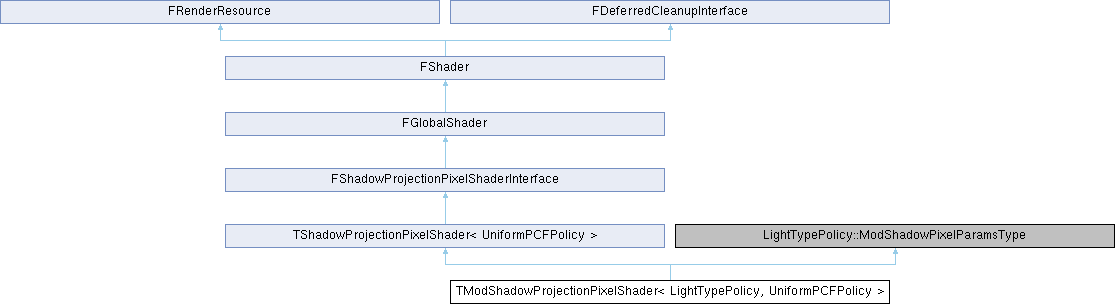 FRenderResource
FDeferredCleanupInterface
FShader
FGlobalShader
FShadowProjectionPixelShaderInterface
TShadowProjectionPixelShader< UniformPCFPolicy >
LightTypePolicy::ModShadowPixelParamsType
TModShadowProjectionPixelShader< LightTypePolicy, UniformPCFPolicy >